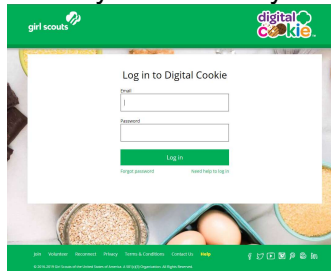 girl scouts
digital
cookie
Log in to Digital Cookie
Email
Password
Log in
Forgot password
Need help to log in
Join Volunteer Reconnect Privacy Terms & Conditions Contact Us Help